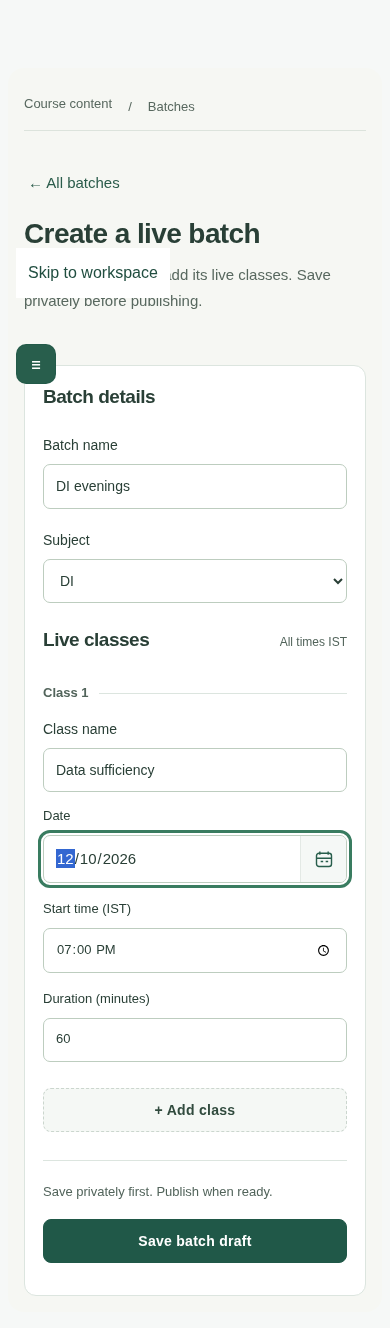 Course content / Batches
← All batches
Create a live batch
Skip to workspace
dd its live classes. Save
privately before publishing.
Batch details
Batch name
DI evenings
Subject
DI
Live classes
All times IST
Class 1
Class name
Data sufficiency
Date
12/10/2026
Start time (IST)
07:00 PM
Duration (minutes)
60
+ Add class
Save privately first. Publish when ready.
Save batch draft